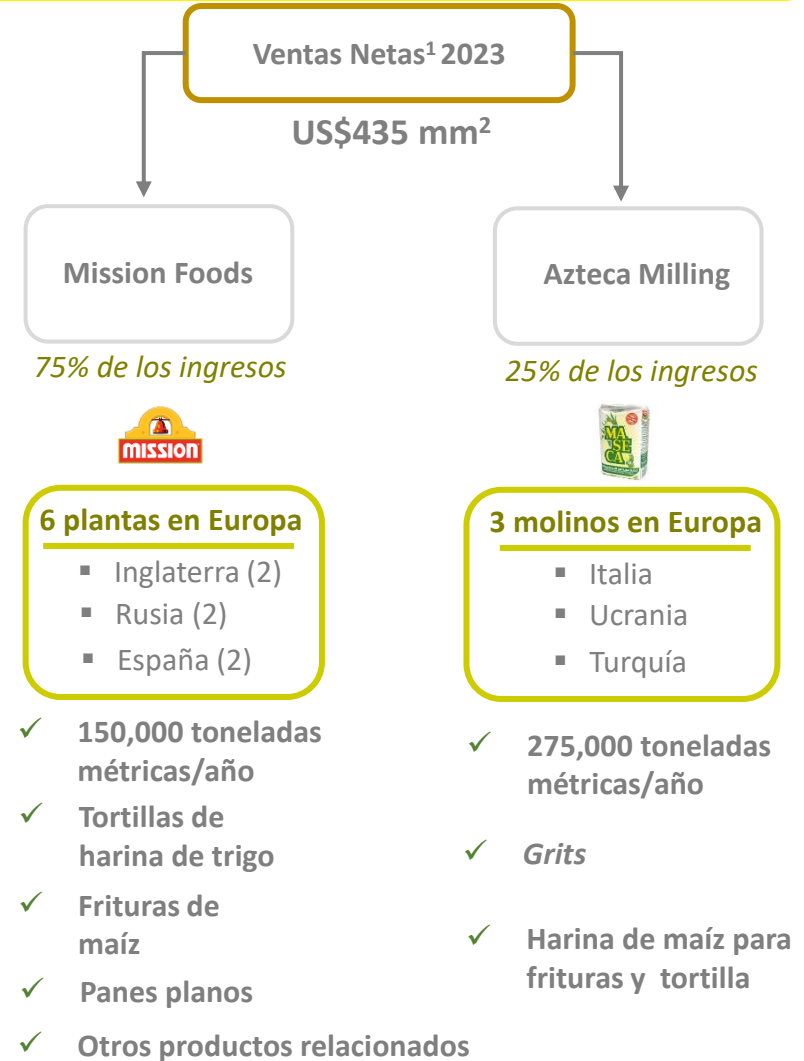 Ventas Netas¹ 2023
US$435 mm²
Mission Foods
75% de los ingresos
MISSION
6 plantas en Europa
▪ Inglaterra (2)
▪ Rusia (2)
▪ España (2)
✓ 150,000 toneladas
métricas/año
✓ Tortillas de
harina de trigo
✓ Frituras de
maíz
✓ Panes planos
✓ Otros productos relacionados
Azteca Milling
25% de los ingresos
MA
SE
CA
3 molinos en Europa
▪ Italia
▪ Ucrania
▪ Turquía
✓ 275,000 toneladas
métricas/año
✓ Grits
✓ Harina de maíz para
frituras y tortilla